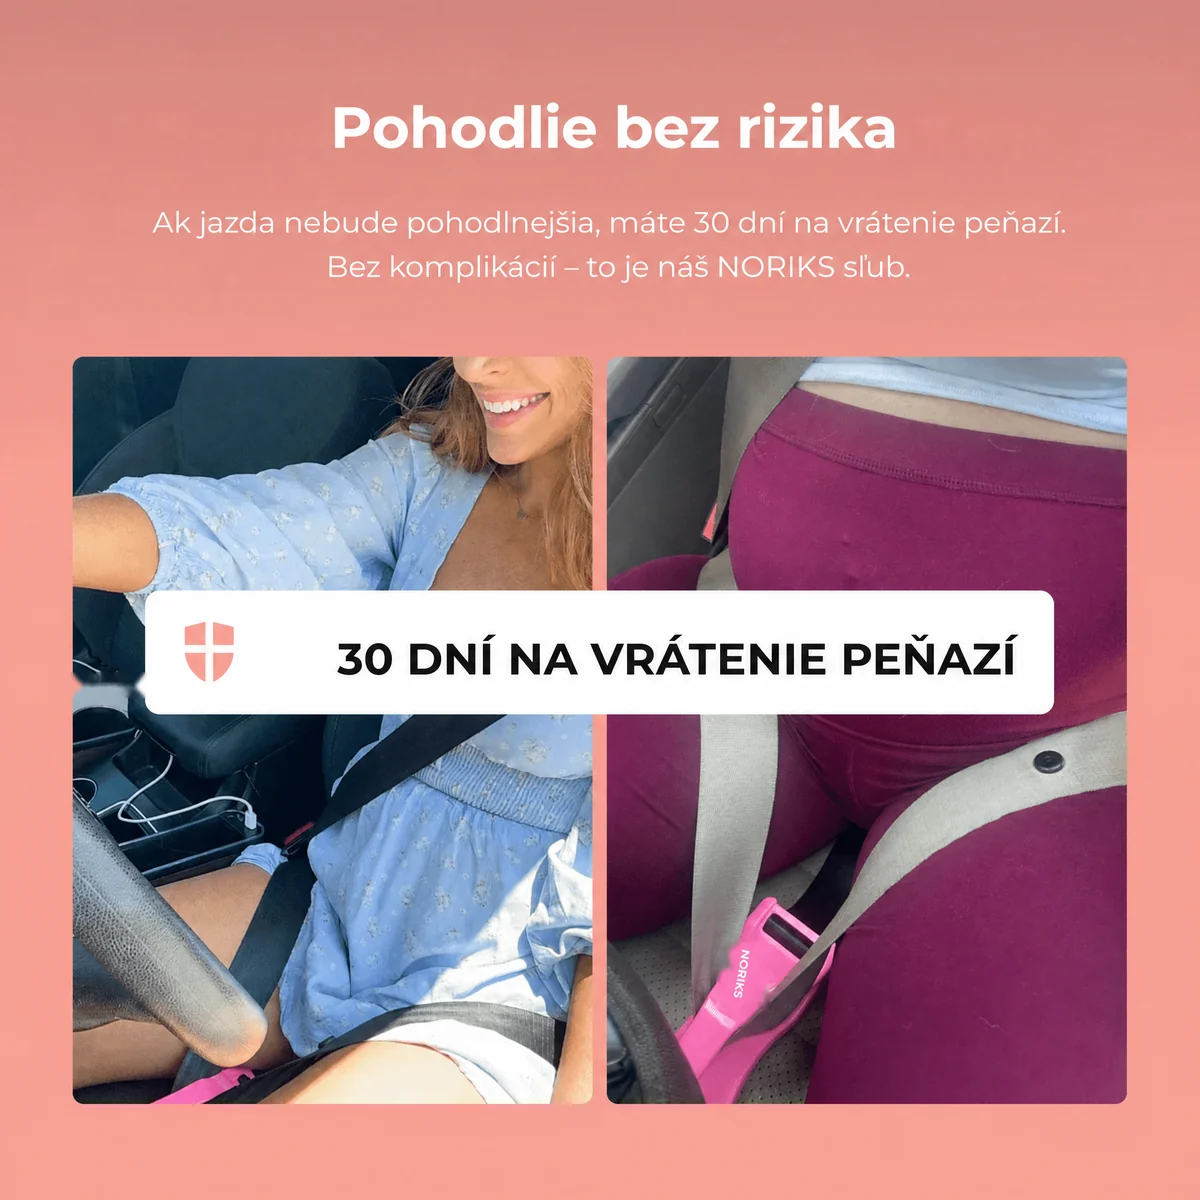 Pohodlie bez rizika
Ak jazda nebude pohodlnejšia, máte 30 dní na vrátenie peňazí.
Bez komplikácií – to je náš NORIKS sľub.
30 DNÍ NA VRÁTENIE PEŇAZÍ
NORIKS